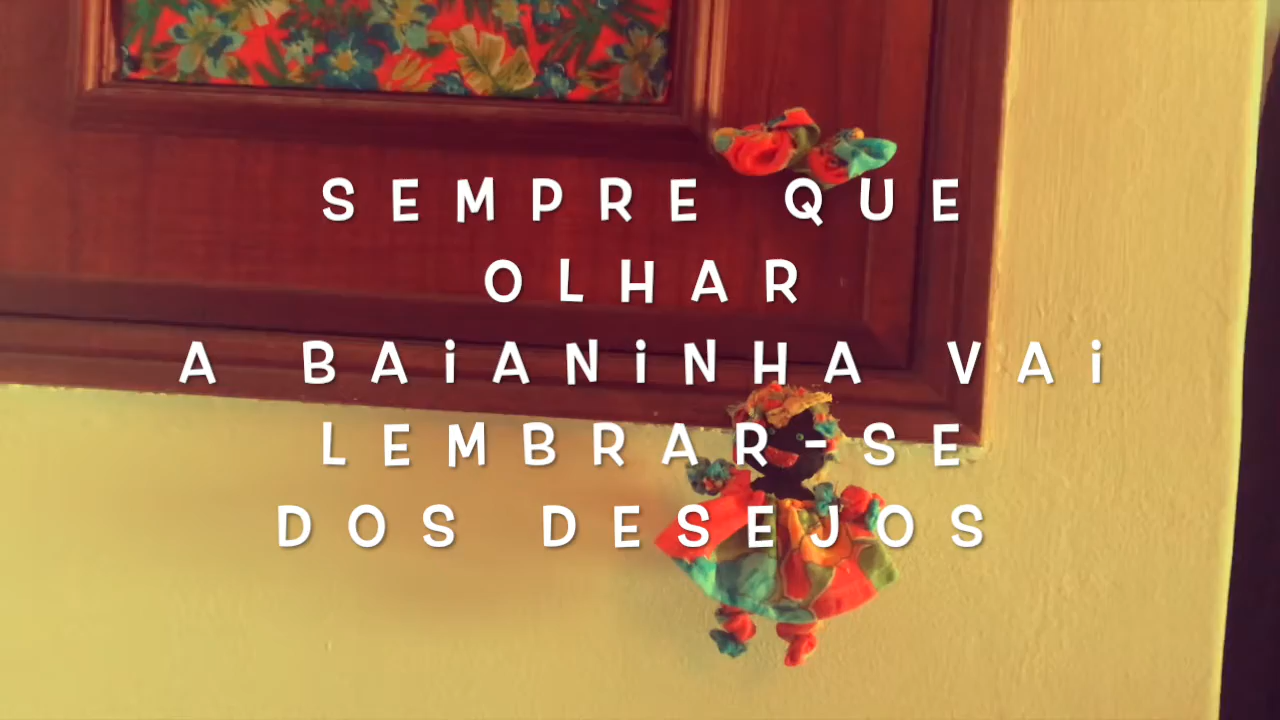 SEMPRE QUE
OLHAR
A BAIANINHA VAI
LEMBRAR-SE
DOS DESEJOS